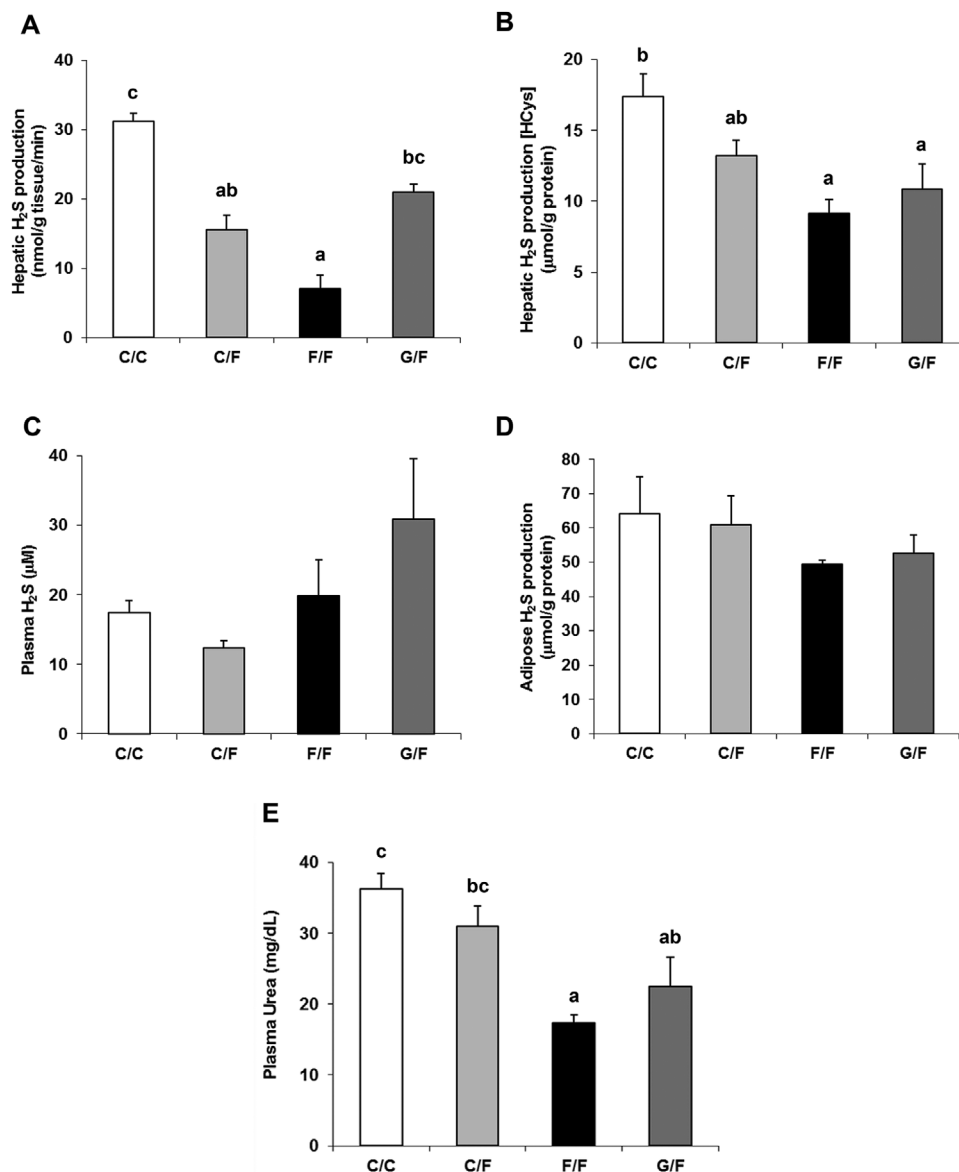 A
Hepatic H₂S production
(nmol/g tissue/min)
40
30
20
10
0
c
ab
a
bc
C/C
C/F
F/F
G/F
B
Hepatic H₂S production [HCys]
(µmol/g protein)
20
15
10
5
0
b
ab
a
a
C/C
C/F
F/F
G/F
C
Plasma H₂S (µM)
40
30
20
10
0
C/C
C/F
F/F
G/F
D
Adipose H₂S production
(µmol/g protein)
80
70
60
50
40
30
20
10
0
C/C
C/F
F/F
G/F
E
Plasma Urea (mg/dL)
40
30
20
10
0
c
bc
a
ab
C/C
C/F
F/F
G/F